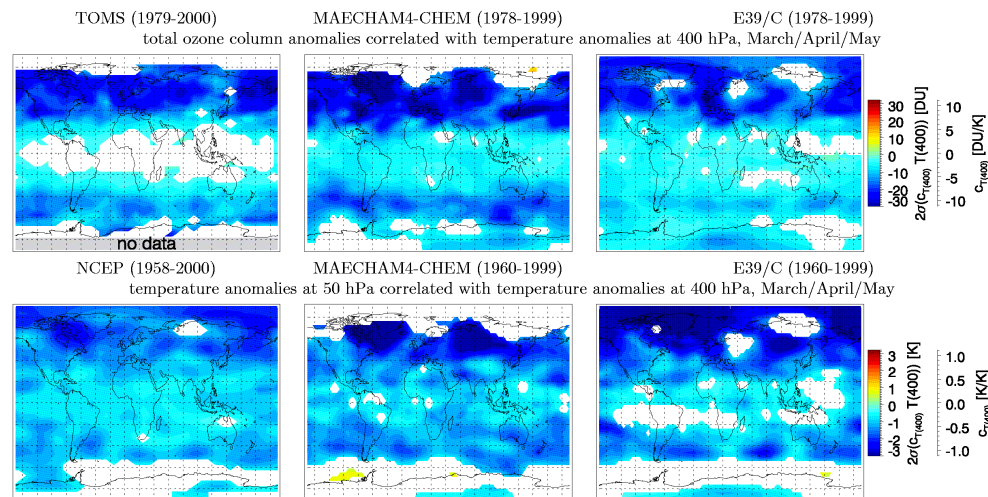 TOMS (1979-2000) MAECHAM4-CHEM (1978-1999) E39/C (1978-1999)
total ozone column anomalies correlated with temperature anomalies at 400 hPa, March/April/May
no data
30
20
10
0
-10
-20
-30
2σ(c_T(400) T(400)) [DU]
10
5
0
-5
-10
c_T(400) [DU/K]
NCEP (1958-2000) MAECHAM4-CHEM (1960-1999) E39/C (1960-1999)
temperature anomalies at 50 hPa correlated with temperature anomalies at 400 hPa, March/April/May
3
2
1
0
-1
-2
-3
2σ(c_T(400) T(400)) [K]
1.0
0.5
0.0
-0.5
-1.0
c_T(400) [K/K]